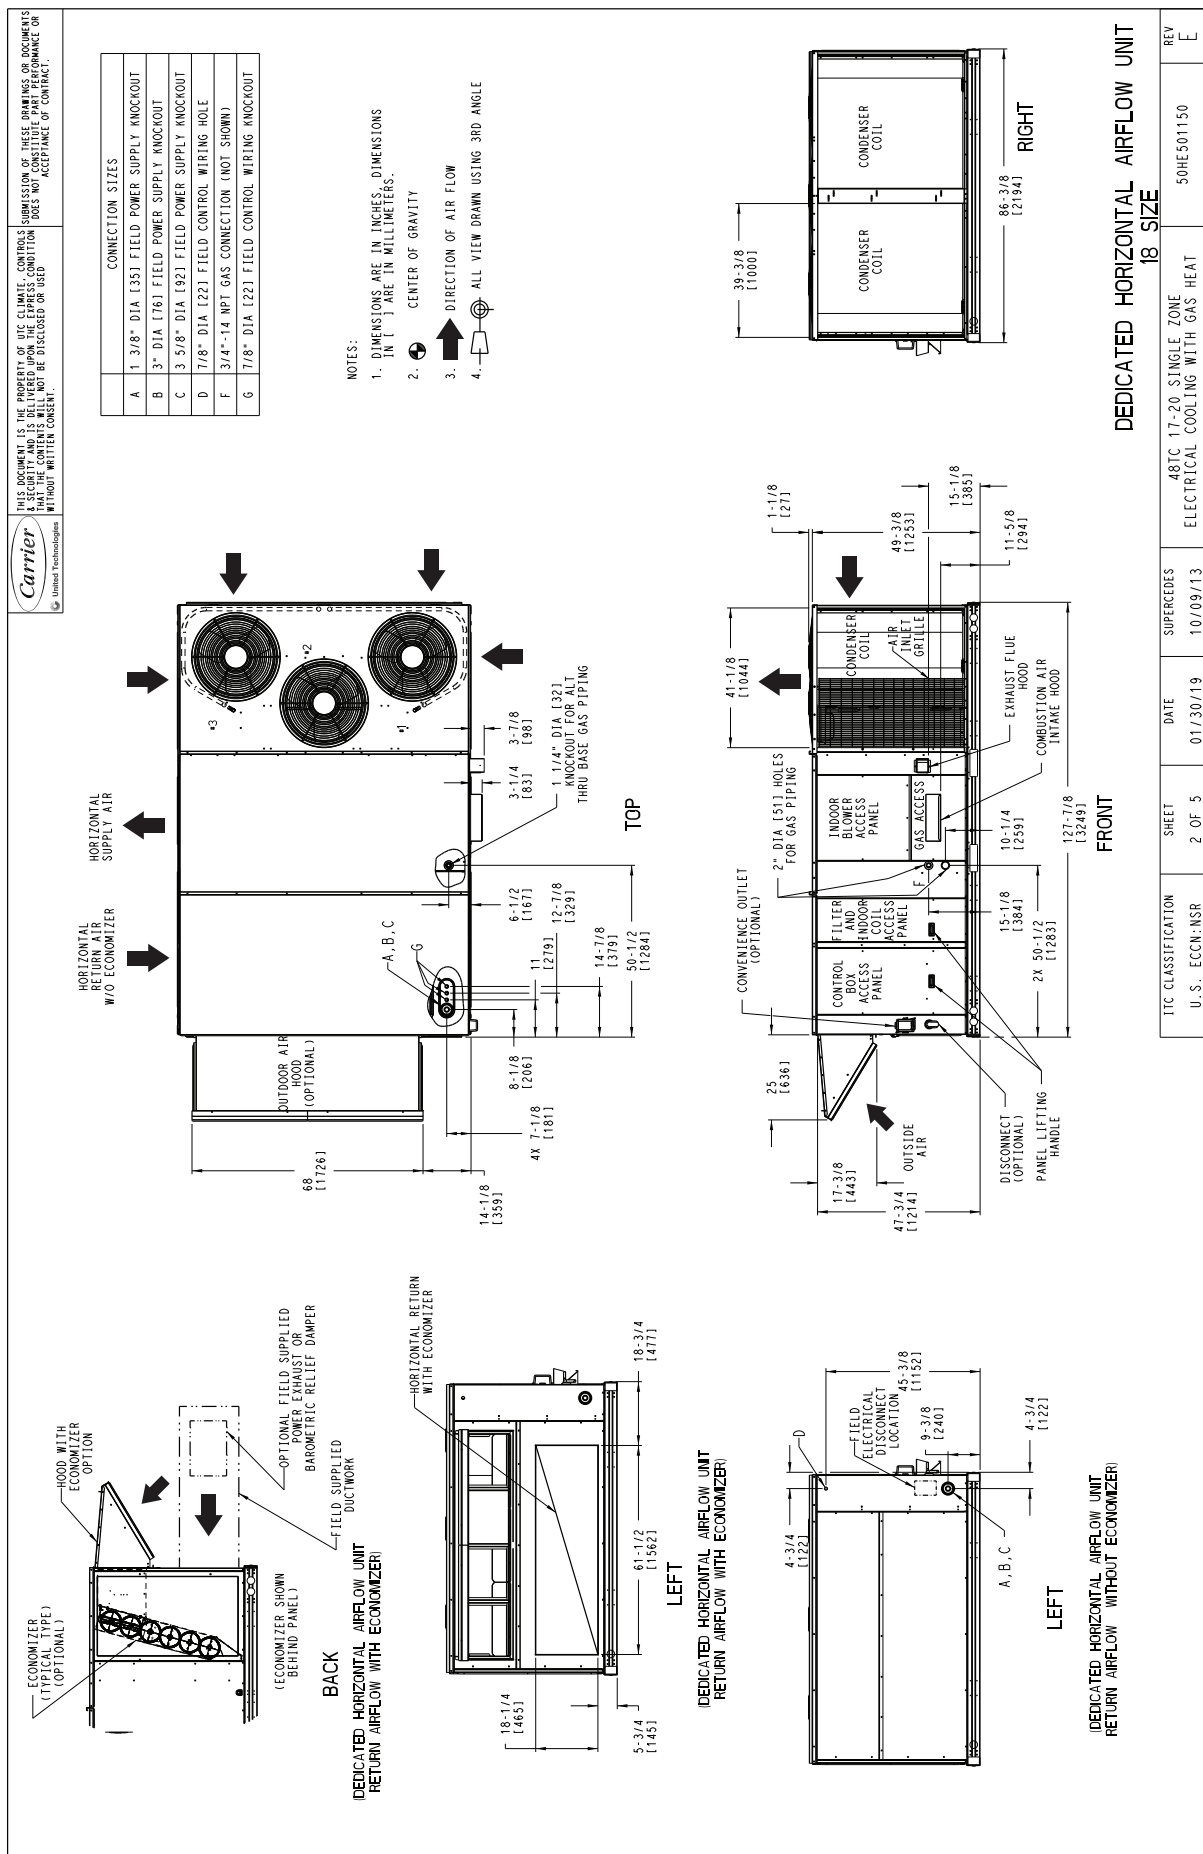 Carrier
United Technologies
THIS DOCUMENT IS THE PROPERTY OF UTC CLIMATE, CONTROLS
& SECURITY AND IS DELIVERED UPON THE EXPRESS CONDITION
THAT THE CONTENTS WILL NOT BE DISCLOSED OR USED
WITHOUT WRITTEN CONSENT.
SUBMISSION OF THESE DRAWINGS OR DOCUMENTS
DOES NOT CONSTITUTE PART PERFORMANCE OR
ACCEPTANCE OF CONTRACT.
CONNECTION SIZES
A 1 3/8" DIA [35] FIELD POWER SUPPLY KNOCKOUT
B 3" DIA [76] FIELD POWER SUPPLY KNOCKOUT
C 3 5/8" DIA [92] FIELD POWER SUPPLY KNOCKOUT
D 7/8" DIA [22] FIELD CONTROL WIRING HOLE
F 3/4"-14 NPT GAS CONNECTION (NOT SHOWN)
G 7/8" DIA [22] FIELD CONTROL WIRING KNOCKOUT
NOTES:
1. DIMENSIONS ARE IN INCHES, DIMENSIONS
IN [ ] ARE IN MILLIMETERS.
2. CENTER OF GRAVITY
3. DIRECTION OF AIR FLOW
4. ALL VIEW DRAWN USING 3RD ANGLE
ECONOMIZER
(TYPICAL TYPE)
(OPTIONAL)
HOOD WITH
ECONOMIZER
OPTION
OPTIONAL FIELD SUPPLIED
POWER EXHAUST OR
BAROMETRIC RELIEF DAMPER
FIELD SUPPLIED
DUCTWORK
(ECONOMIZER SHOWN
BEHIND PANEL)
BACK
(DEDICATED HORIZONTAL AIRFLOW UNIT
RETURN AIRFLOW WITH ECONOMIZER)
HORIZONTAL
RETURN AIR
W/O ECONOMIZER
HORIZONTAL
SUPPLY AIR
OUTDOOR AIR
HOOD
(OPTIONAL)
68
[1726]
14-1/8
[359]
4X 7-1/8
[181]
8-1/8
[206]
A,B,C
G
11
[279]
6-1/2
[167]
12-7/8
[329]
14-7/8
[379]
50-1/2
[1284]
3-1/4
[83]
3-7/8
[98]
1 1/4" DIA [32]
KNOCKOUT FOR ALT
THRU BASE GAS PIPING
#3
#2
#1
TOP
HORIZONTAL RETURN
WITH ECONOMIZER
18-1/4
[465]
5-3/4
[145]
61-1/2
[1562]
18-3/4
[477]
LEFT
(DEDICATED HORIZONTAL AIRFLOW UNIT
RETURN AIRFLOW WITH ECONOMIZER)
4-3/4
[122]
D
FIELD
ELECTRICAL
DISCONNECT
LOCATION
45-3/8
[1152]
9-3/8
[240]
4-3/4
[122]
A,B,C
LEFT
(DEDICATED HORIZONTAL AIRFLOW UNIT
RETURN AIRFLOW WITHOUT ECONOMIZER)
CONVENIENCE OUTLET
(OPTIONAL)
2" DIA [51] HOLES
FOR GAS PIPING
25
[636]
OUTSIDE
AIR
17-3/8
[443]
47-3/4
[1214]
DISCONNECT
(OPTIONAL)
PANEL LIFTING
HANDLE
CONTROL
BOX
ACCESS
PANEL
FILTER
AND
INDOOR
COIL
ACCESS
PANEL
F
INDOOR
BLOWER
ACCESS
PANEL
GAS ACCESS
CONDENSER
COIL
AIR
INLET
GRILLE
EXHAUST FLUE
HOOD
COMBUSTION AIR
INTAKE HOOD
41-1/8
[1044]
1-1/8
[27]
49-3/8
[1253]
15-1/8
[385]
11-5/8
[294]
15-1/8
[384]
10-1/4
[259]
2X 50-1/2
[1283]
127-7/8
[3249]
FRONT
39-3/8
[1000]
CONDENSER
COIL
CONDENSER
COIL
86-3/8
[2194]
RIGHT
DEDICATED HORIZONTAL AIRFLOW UNIT
18 SIZE
ITC CLASSIFICATION
U.S. ECCN:NSR
SHEET
2 OF 5
DATE
01/30/19
SUPERCEDES
10/09/13
48TC 17-20 SINGLE ZONE
ELECTRICAL COOLING WITH GAS HEAT
50HE501150
REV
E